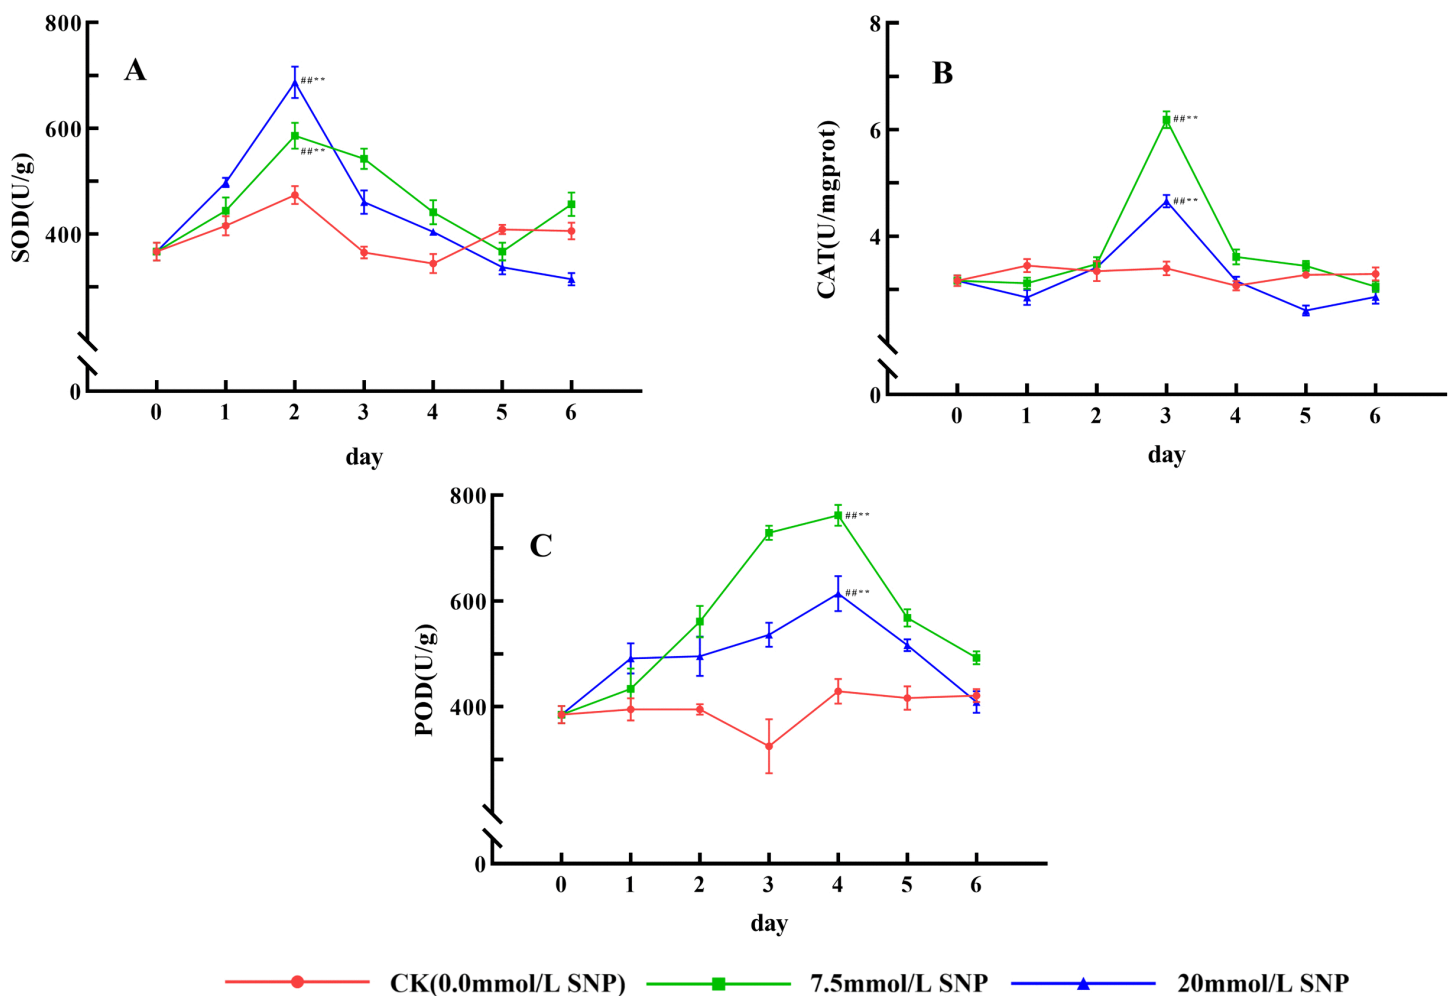 A
SOD(U/g)
800
600
400
0
##**
##**
0 1 2 3 4 5 6
day
B
CAT(U/mgprot)
8
6
4
0
##**
##**
0 1 2 3 4 5 6
day
C
POD(U/g)
800
600
400
0
##**
##**
0 1 2 3 4 5 6
day
CK(0.0mmol/L SNP) 7.5mmol/L SNP 20mmol/L SNP